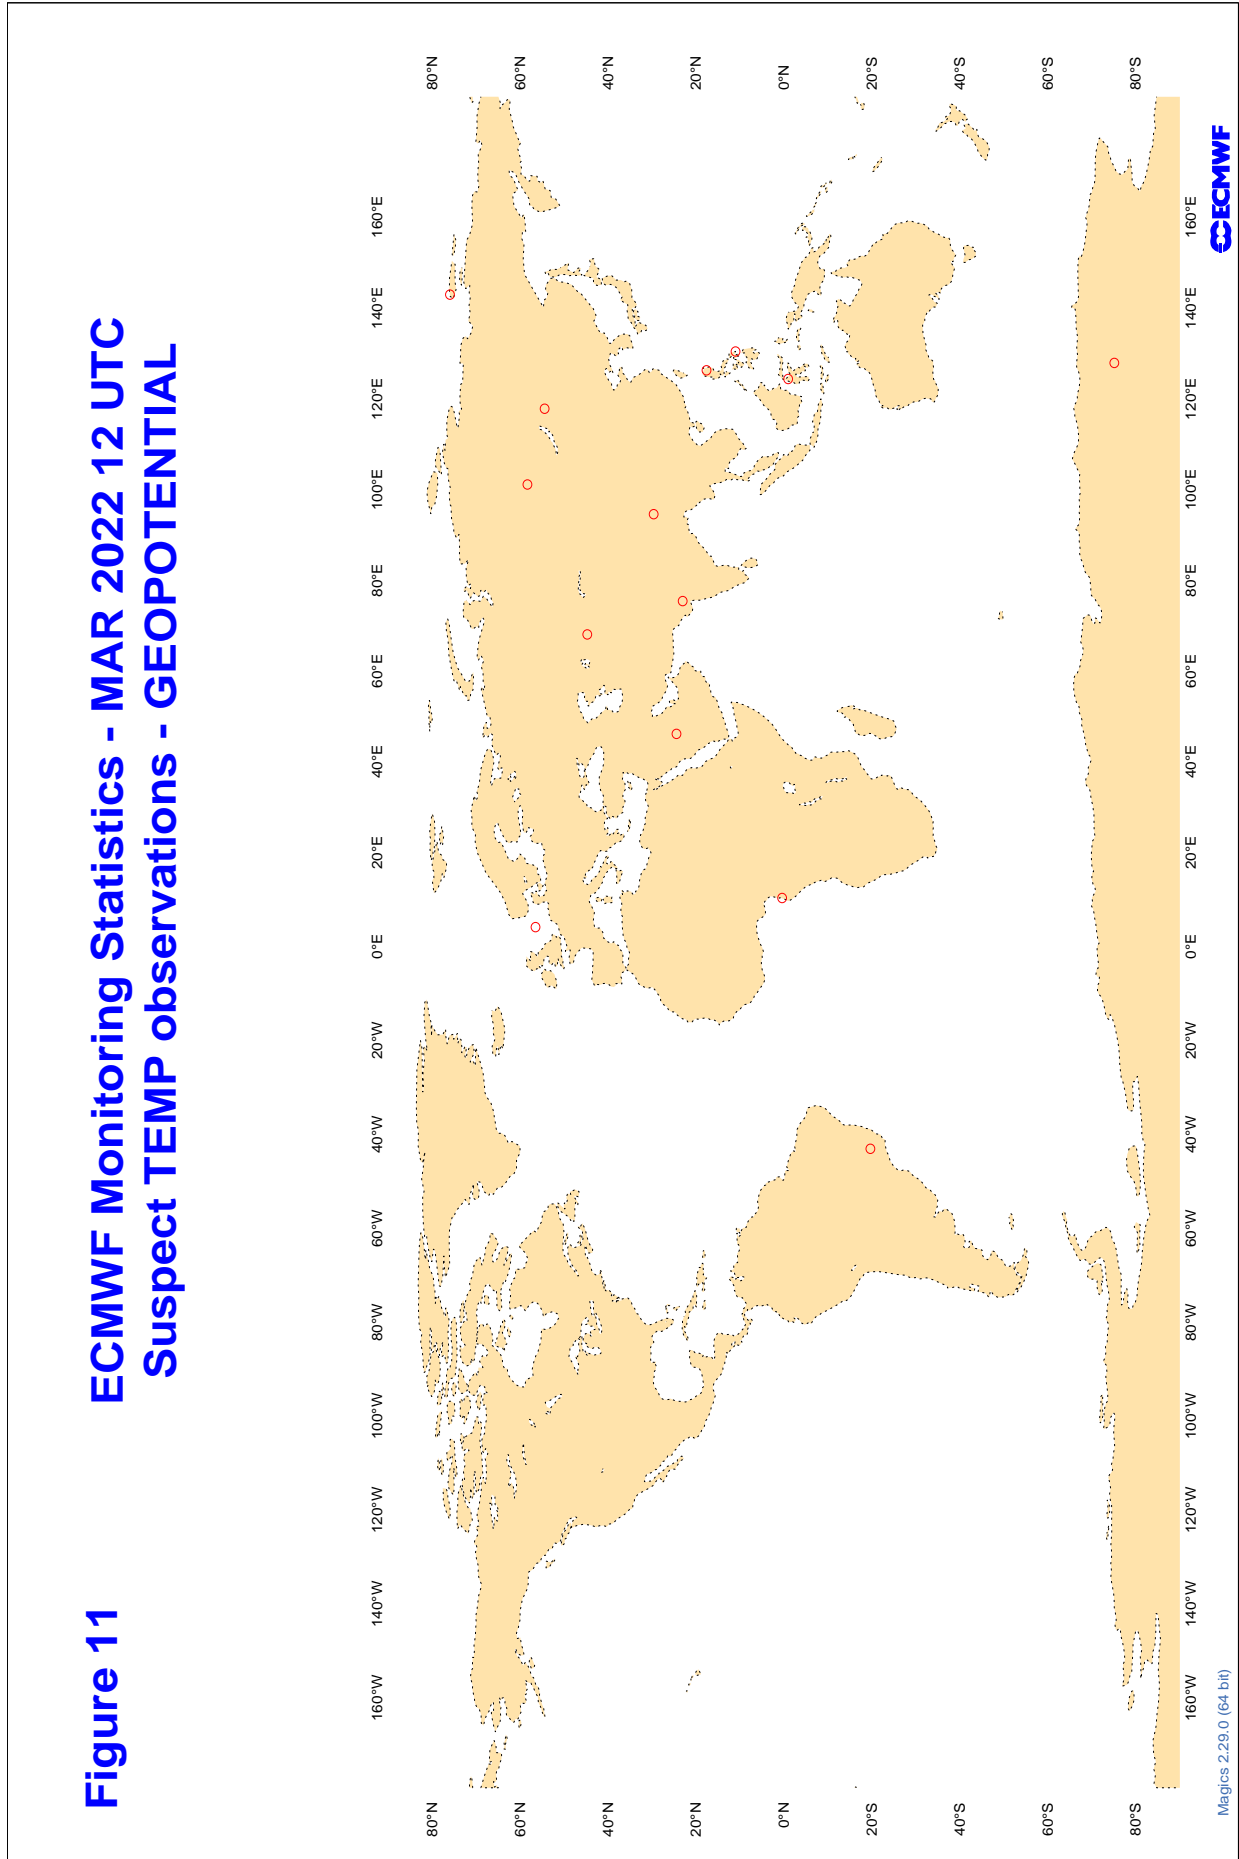 Figure 11
ECMWF Monitoring Statistics - MAR 2022 12 UTC
Suspect TEMP observations - GEOPOTENTIAL
160°W 140°W 120°W 100°W 80°W 60°W 40°W 20°W 0°E 20°E 40°E 60°E 80°E 100°E 120°E 140°E 160°E
80°N 80°N
60°N 60°N
40°N 40°N
20°N 20°N
0°N 0°N
20°S 20°S
40°S 40°S
60°S 60°S
80°S 80°S
160°W 140°W 120°W 100°W 80°W 60°W 40°W 20°W 0°E 20°E 40°E 60°E 80°E 100°E 120°E 140°E 160°E
Magics 2.29.0 (64 bit)
ECMWF